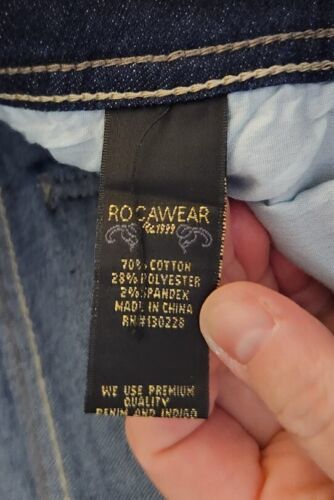 ROCAWEAR
R©1999
70% COTTON
28% POLYESTER
2% SPANDEX
MADE IN CHINA
RN#130228
WE USE PREMIUM
QUALITY
DENIM AND INDIGO